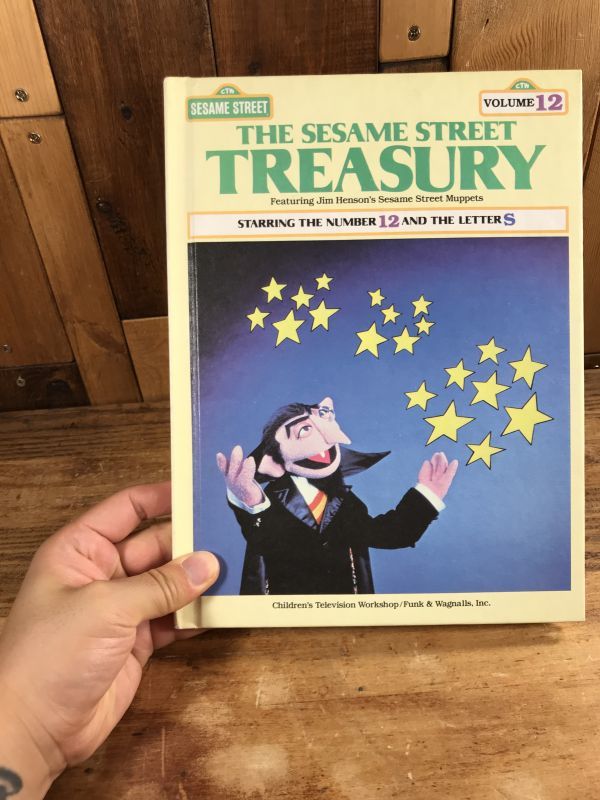 CTW
SESAME STREET
CTW
VOLUME 12
THE SESAME STREET
TREASURY
Featuring Jim Henson's Sesame Street Muppets
STARRING THE NUMBER 12 AND THE LETTER S
Children's Television Workshop/Funk & Wagnalls, Inc.